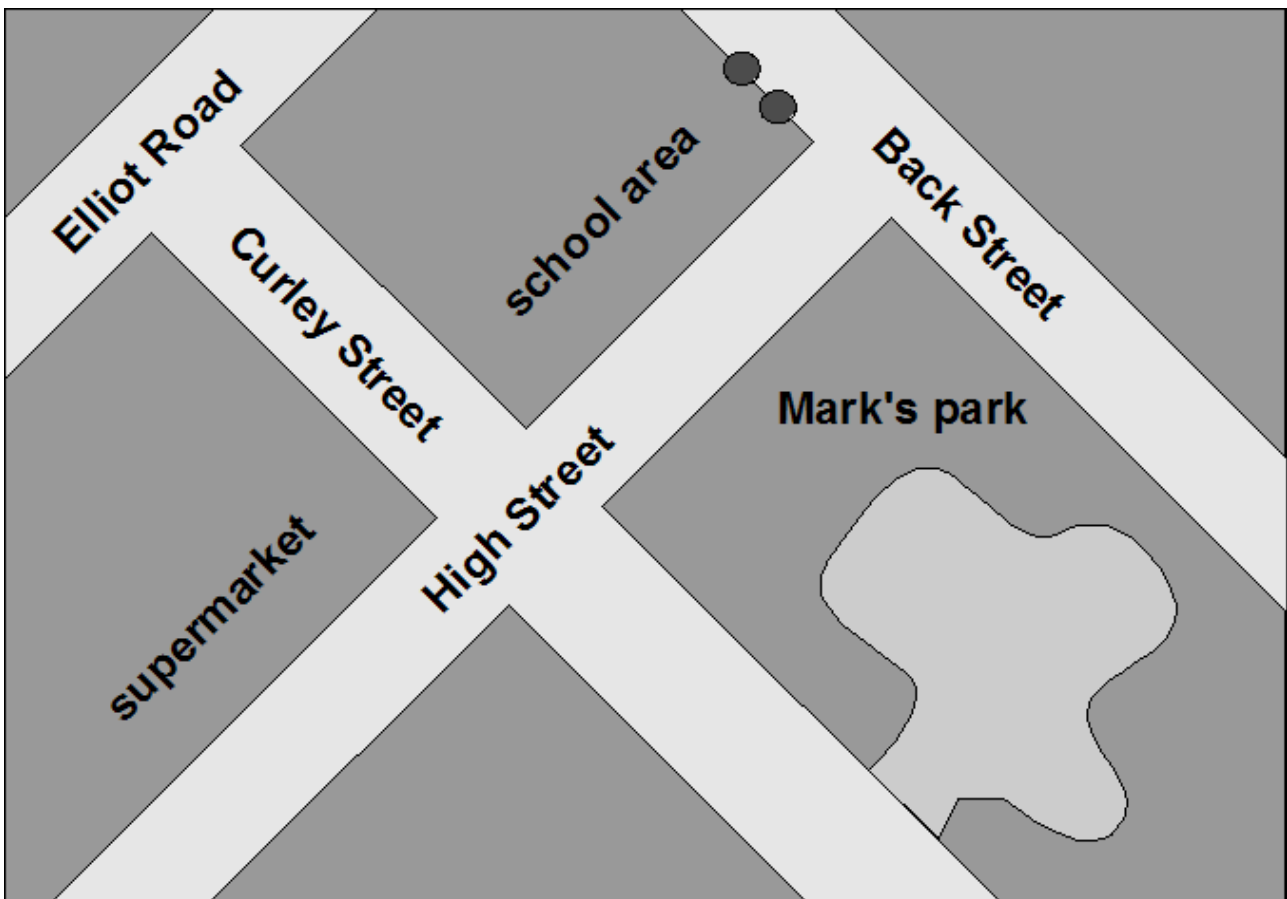 Elliot Road
Curley Street
school area
Back Street
Mark's park
High Street
supermarket